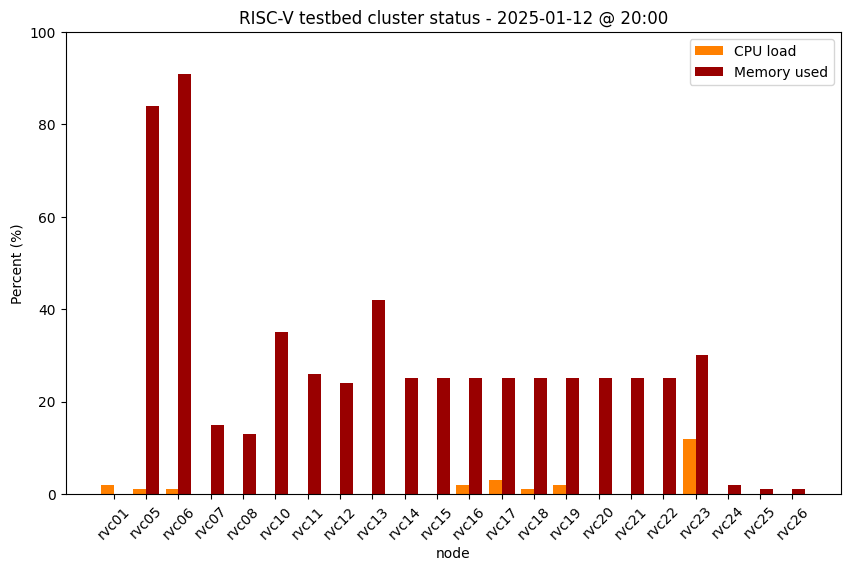 RISC-V testbed cluster status - 2025-01-12 @ 20:00
CPU load
Memory used
Percent (%)
100
80
60
40
20
0
rvc01 rvc05 rvc06 rvc07 rvc08 rvc10 rvc11 rvc12 rvc13 rvc14 rvc15 rvc16 rvc17 rvc18 rvc19 rvc20 rvc21 rvc22 rvc23 rvc24 rvc25 rvc26
node